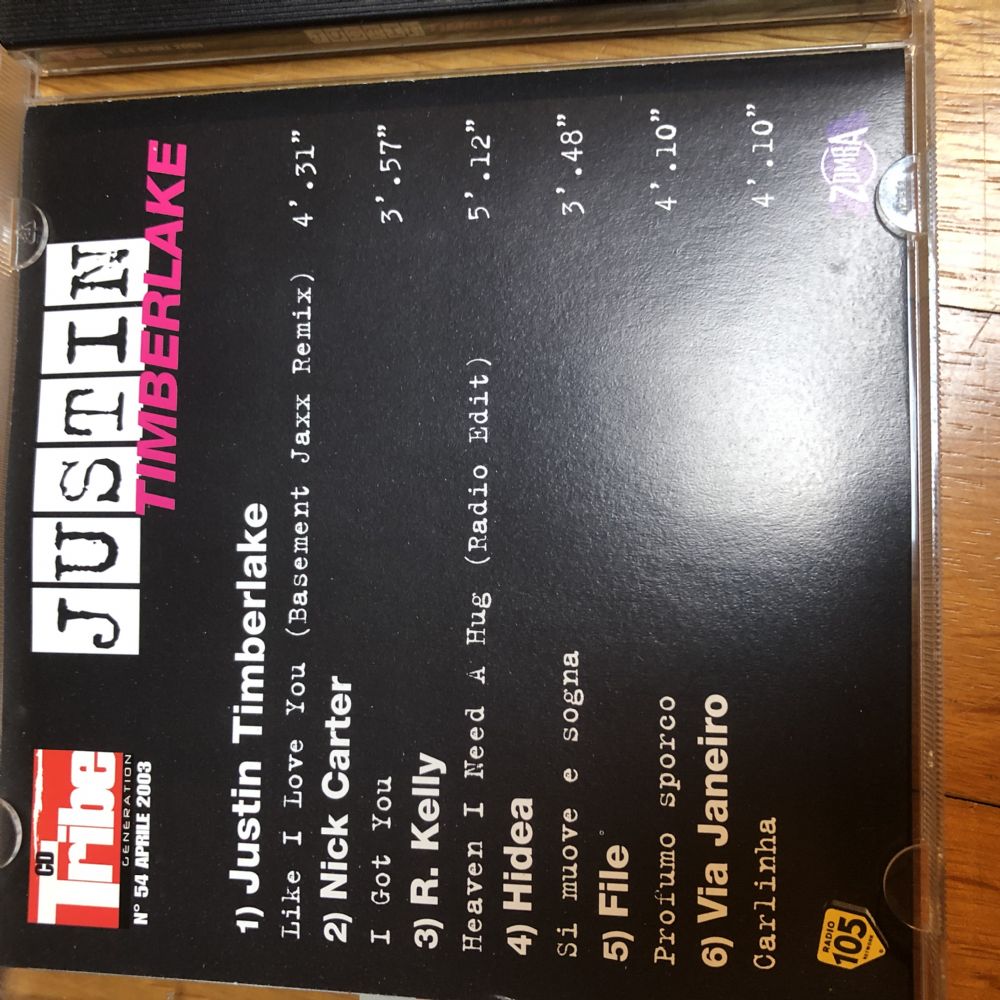 CD
Tribe
GENERATION
N° 54 APRILE 2003
JUSTIN
TIMBERLAKE
1) Justin Timberlake
Like I Love You (Basement Jaxx Remix) 4'.31"
2) Nick Carter
I Got You 3'.57"
3) R. Kelly
Heaven I Need A Hug (Radio Edit) 5'.12"
4) Hidea
Si muove e sogna 3'.48"
5) File
Profumo sporco 4'.10"
6) Via Janeiro
Carlinha 4'.10"
RADIO
105
NETWORK
ZOMBA